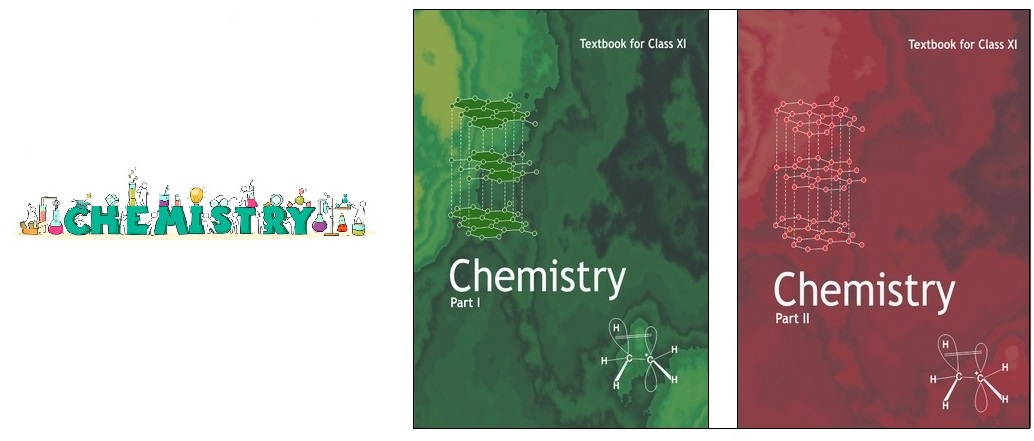 CHEMISTRY
Textbook for Class XI
Chemistry
Part I
H
H C C H
H H
Textbook for Class XI
Chemistry
Part II
H
H C C H
H H